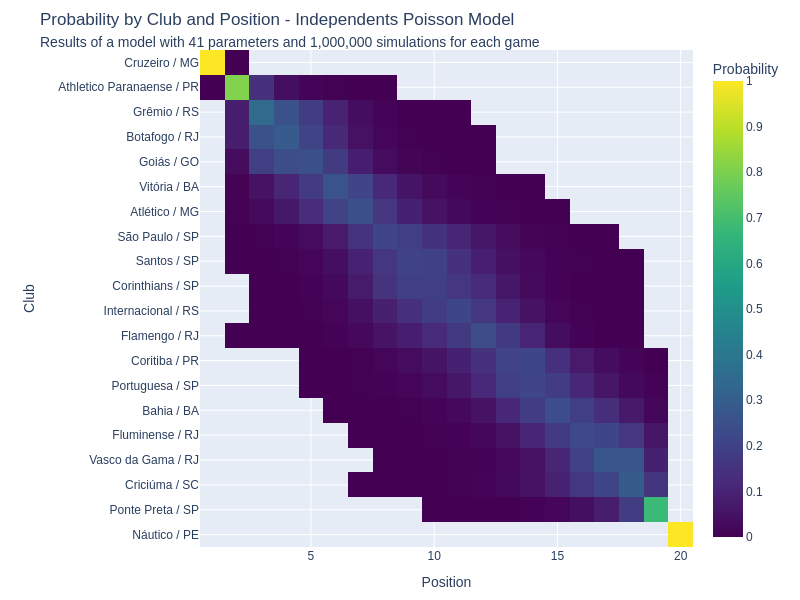 Probability by Club and Position - Independents Poisson Model
Results of a model with 41 parameters and 1,000,000 simulations for each game
Probability
Club
Cruzeiro / MG
Athletico Paranaense / PR
Grêmio / RS
Botafogo / RJ
Goiás / GO
Vitória / BA
Atlético / MG
São Paulo / SP
Santos / SP
Corinthians / SP
Internacional / RS
Flamengo / RJ
Coritiba / PR
Portuguesa / SP
Bahia / BA
Fluminense / RJ
Vasco da Gama / RJ
Criciúma / SC
Ponte Preta / SP
Náutico / PE
5
10
15
20
Position
1
0.9
0.8
0.7
0.6
0.5
0.4
0.3
0.2
0.1
0